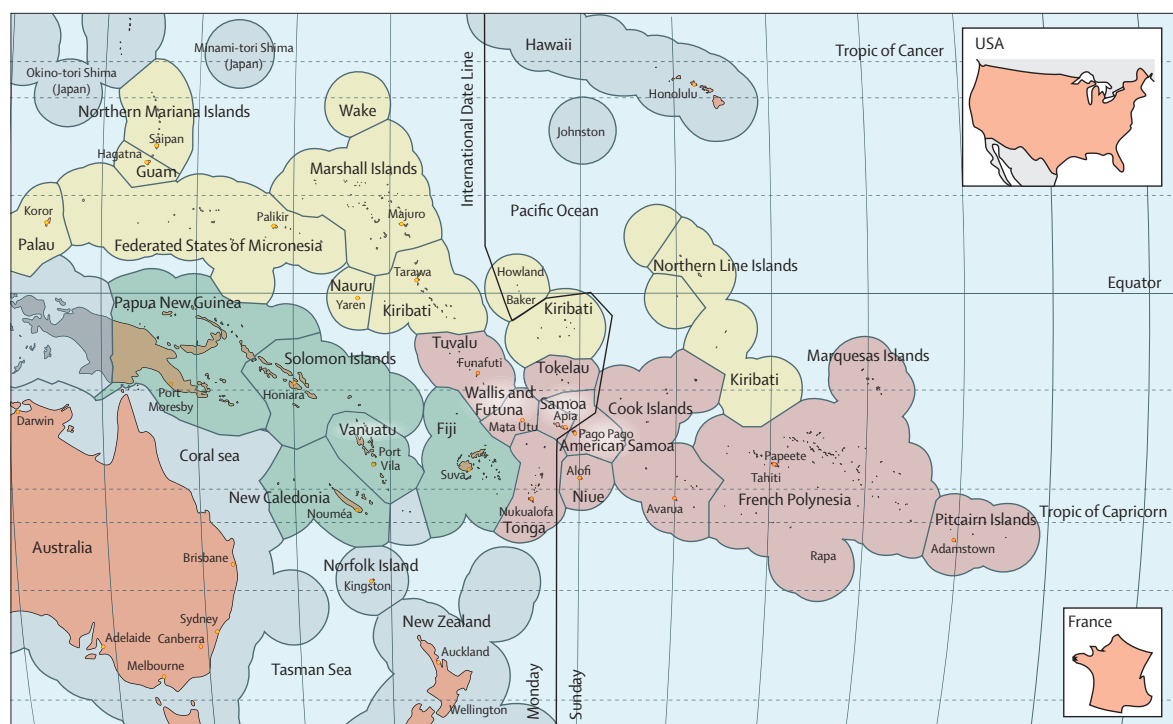 Hawaii
Tropic of Cancer
USA
Minami-tori Shima
(Japan)
Okino-tori Shima
(Japan)
Honolulu
Northern Mariana Islands
Wake
International Date Line
Johnston
Saipan
Hagatna
Guam
Marshall Islands
Pacific Ocean
Koror
Palikir
Majuro
Palau
Federated States of Micronesia
Northern Line Islands
Tarawa
Howland
Nauru
Equator
Papua New Guinea
Yaren
Baker
Kiribati
Kiribati
Tuvalu
Solomon Islands
Marquesas Islands
Funafuti
Tokelau
Kiribati
Port
Moresby
Honiara
Wallis and
Futuna
Samoa
Cook Islands
Darwin
Apia
Vanuatu
Fiji
Mata Utu
Pago Pago
American Samoa
Coral sea
Port
Vila
Papeete
Suva
Alofi
Tahiti
New Caledonia
Niue
French Polynesia
Nouméa
Nukualofa
Avarua
Tropic of Capricorn
Tonga
Pitcairn Islands
Australia
Adamstown
Brisbane
Rapa
Norfolk Island
Kingston
Sydney
New Zealand
France
Adelaide
Canberra
Auckland
Melbourne
Tasman Sea
Monday
Sunday
Wellington